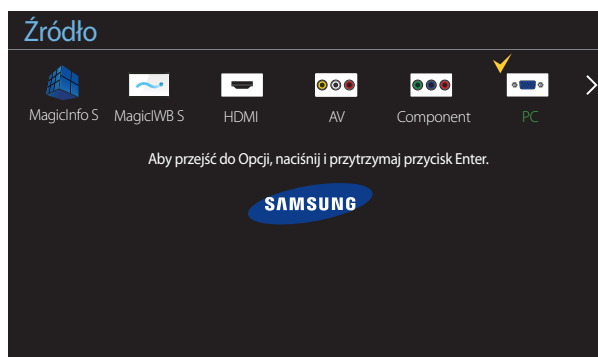 Źródło
MagicInfo S MagicIWB S HDMI AV Component PC
Aby przejść do Opcji, naciśnij i przytrzymaj przycisk Enter.
SAMSUNG